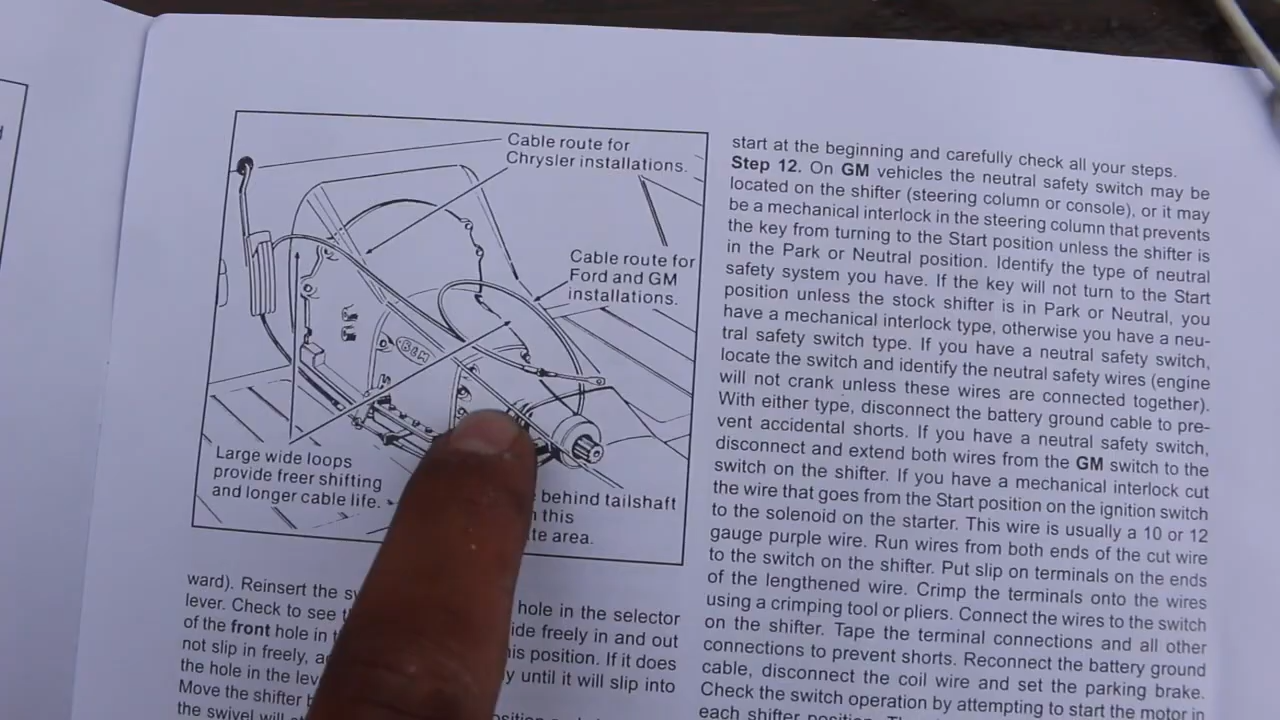 Cable route for
Chrysler installations.
Cable route for
Ford and GM
installations.
B&M
Large wide loops
provide freer shifting
and longer cable life.
behind tailshaft
this
area.
ward). Reinsert the hole in the selector
lever. Check to see freely in and out
of the front hole in position. If it does
not slip in freely, until it will slip into
the hole in the
Move the shifter
the swivel will
start at the beginning and carefully check all your steps.
Step 12. On GM vehicles the neutral safety switch may be
located on the shifter (steering column or console), or it may
be a mechanical interlock in the steering column that prevents
the key from turning to the Start position unless the shifter is
in the Park or Neutral position. Identify the type of neutral
safety system you have. If the key will not turn to the Start
position unless the stock shifter is in Park or Neutral, you
have a mechanical interlock type, otherwise you have a neu-
tral safety switch type. If you have a neutral safety switch,
locate the switch and identify the neutral safety wires (engine
will not crank unless these wires are connected together).
With either type, disconnect the battery ground cable to pre-
vent accidental shorts. If you have a neutral safety switch,
disconnect and extend both wires from the GM switch to the
switch on the shifter. If you have a mechanical interlock cut
the wire that goes from the Start position on the ignition switch
to the solenoid on the starter. This wire is usually a 10 or 12
gauge purple wire. Run wires from both ends of the cut wire
to the switch on the shifter. Put slip on terminals on the ends
of the lengthened wire. Crimp the terminals onto the wires
using a crimping tool or pliers. Connect the wires to the switch
on the shifter. Tape the terminal connections and all other
connections to prevent shorts. Reconnect the battery ground
cable, disconnect the coil wire and set the parking brake.
Check the switch operation by attempting to start the motor in
each shifter position.